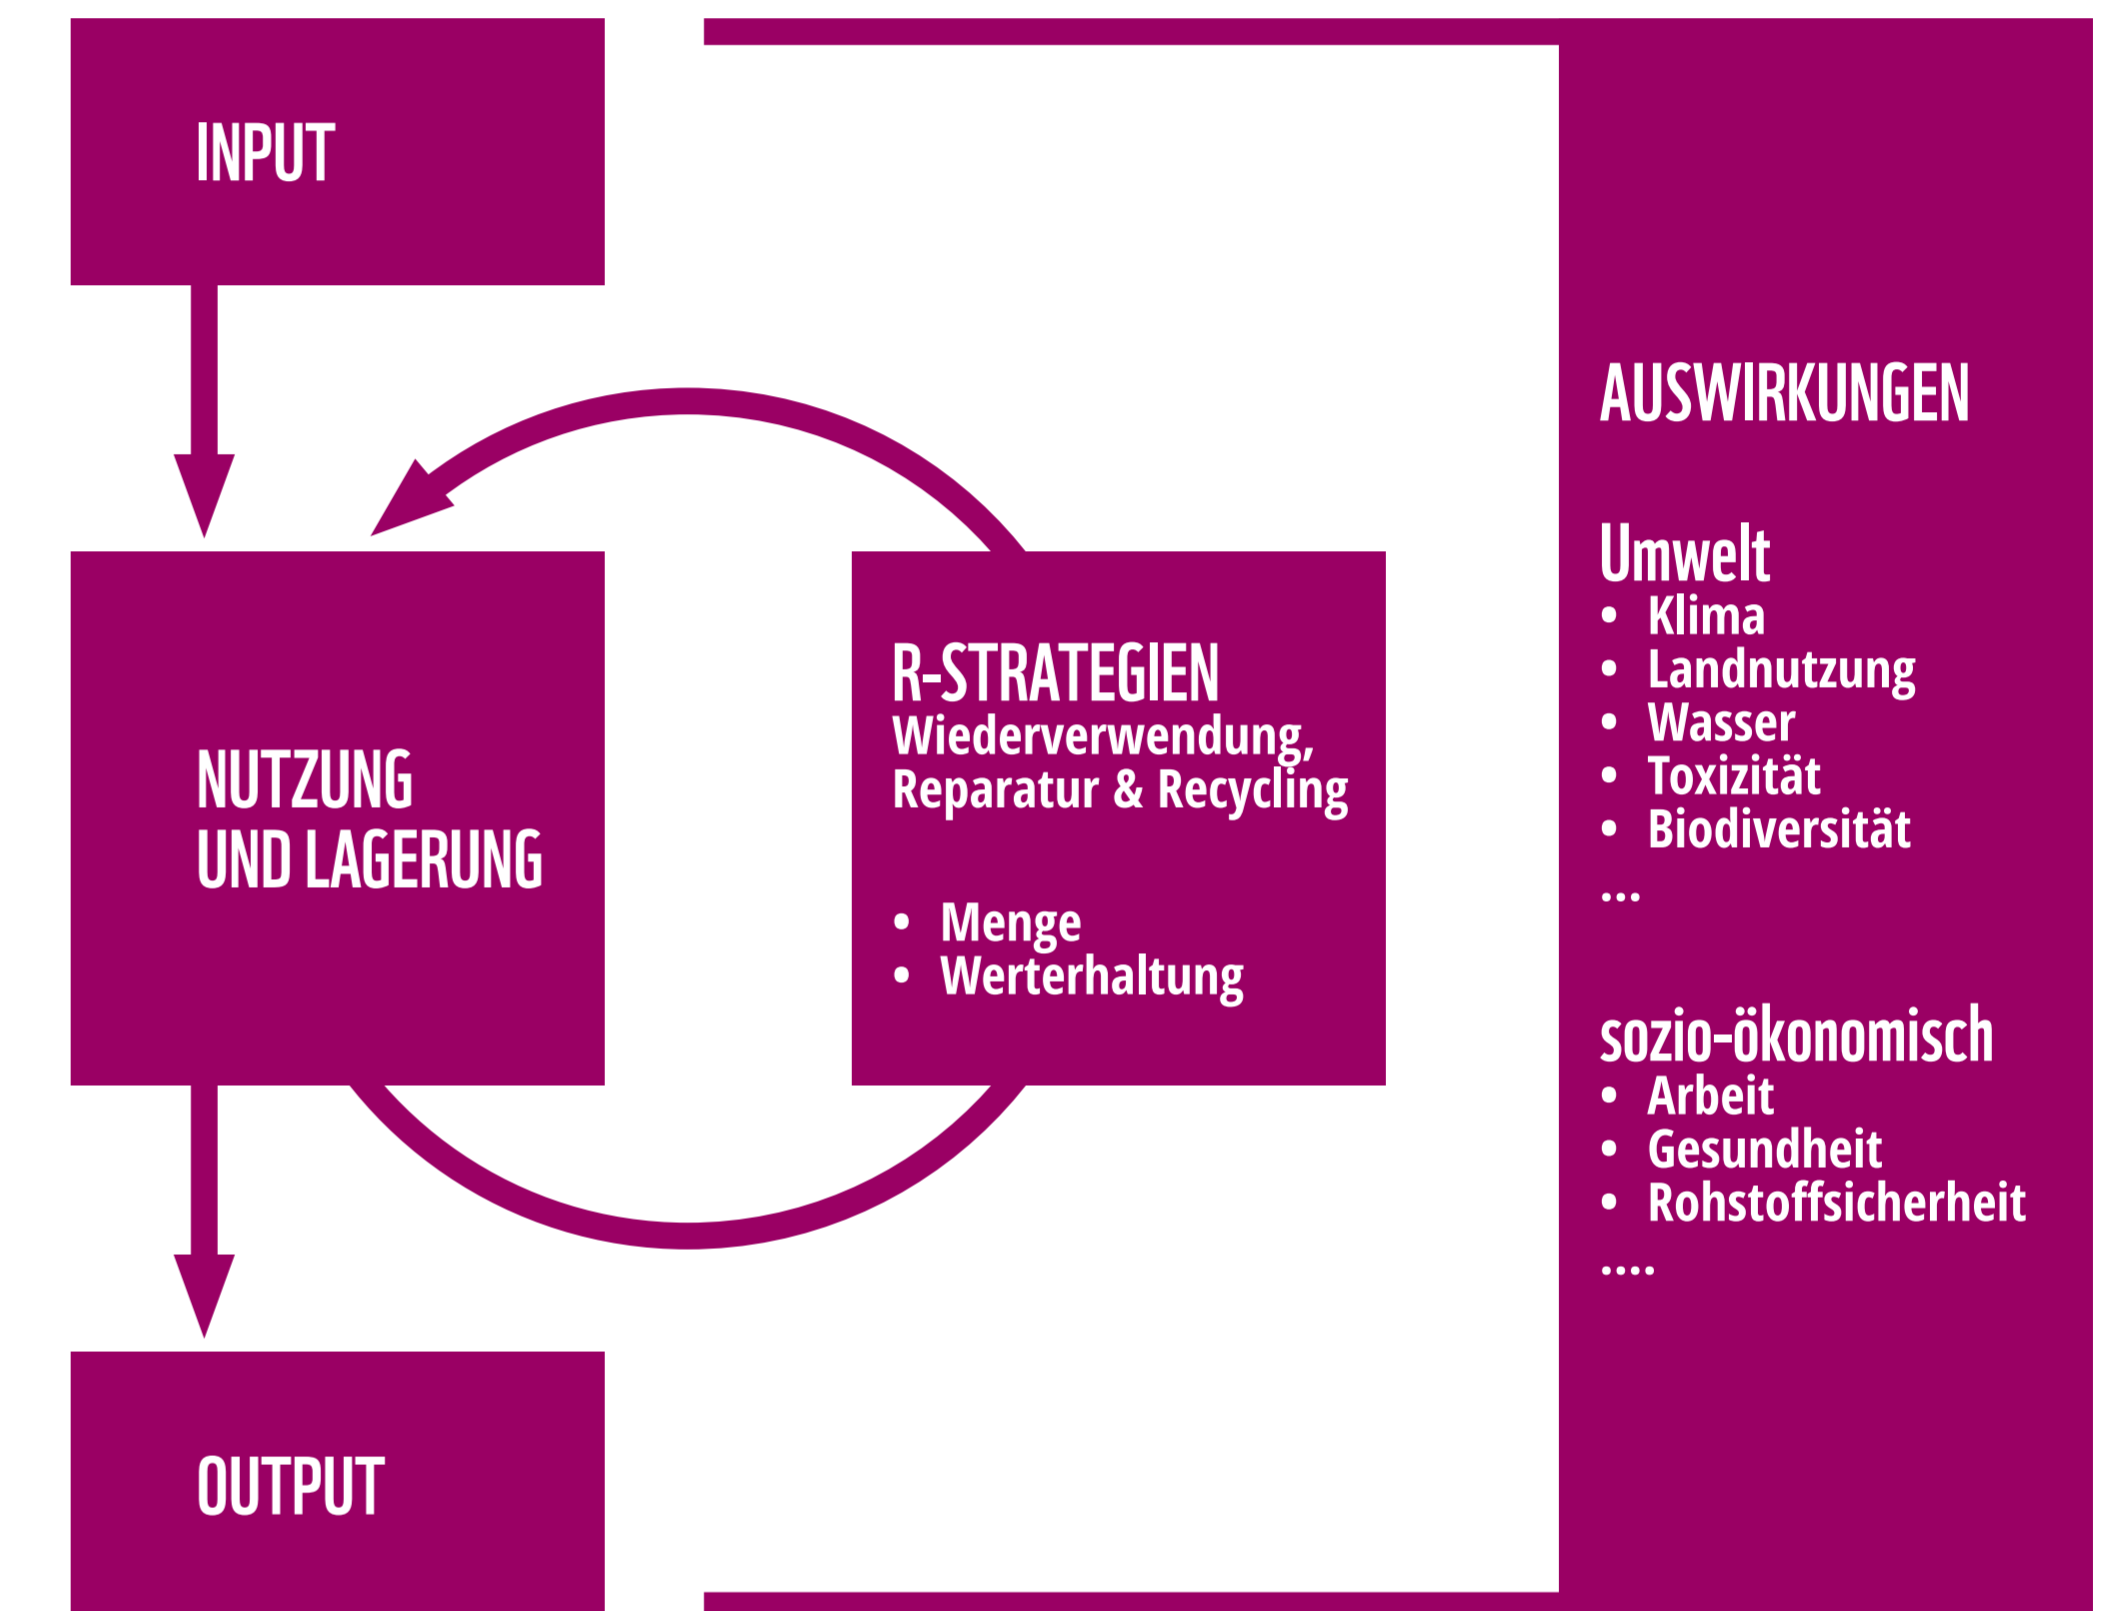 INPUT
NUTZUNG
UND LAGERUNG
OUTPUT
R-STRATEGIEN
Wiederverwendung,
Reparatur & Recycling
• Menge
• Werterhaltung
AUSWIRKUNGEN
Umwelt
• Klima
• Landnutzung
• Wasser
• Toxizität
• Biodiversität
...
sozio-ökonomisch
• Arbeit
• Gesundheit
• Rohstoffsicherheit
....